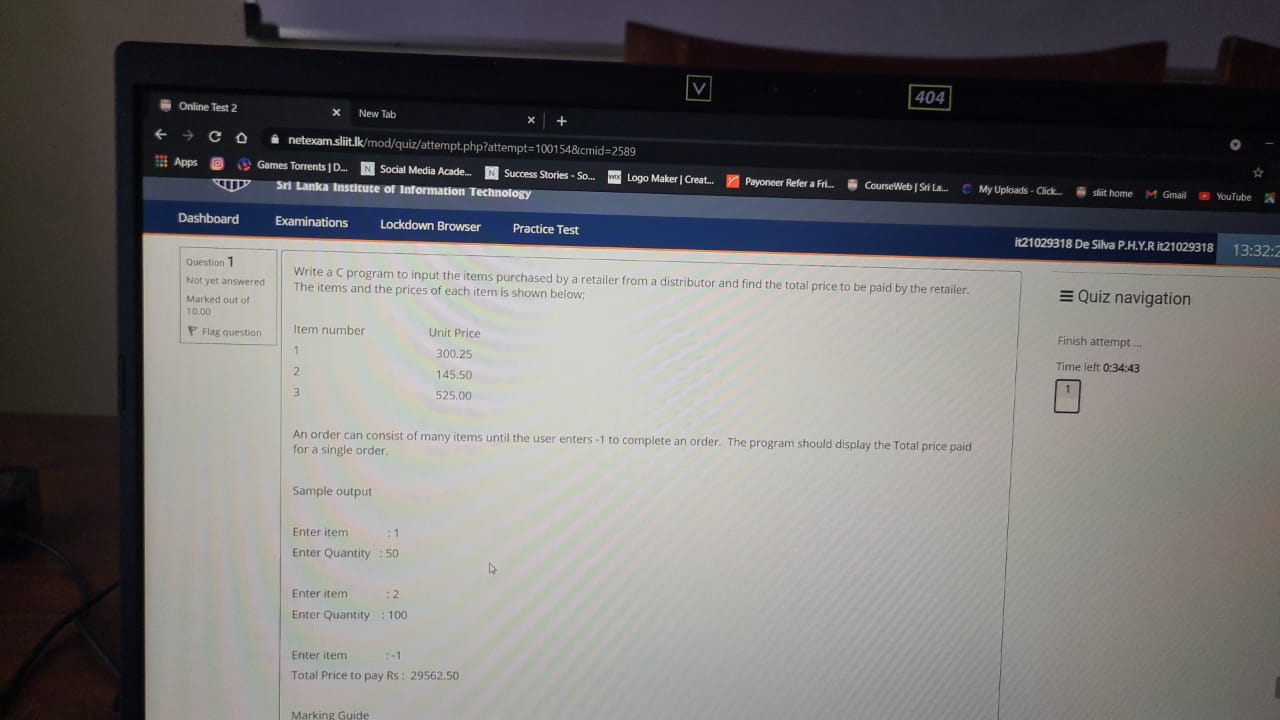 V
404
Online Test 2
New Tab
netexam.sliit.lk/mod/quiz/attempt.php?attempt=100154&cmid=2589
Apps Games Torrents | D... Social Media Acade... Success Stories - So... Logo Maker | Creat... Payoneer Refer a Fri... CourseWeb | Sri La... My Uploads - Click... sliit home Gmail YouTube
Sri Lanka Institute of Information Technology
Dashboard Examinations Lockdown Browser Practice Test it21029318 De Silva P.H.Y.R it21029318 13:32:2
Question 1
Not yet answered
Marked out of
10.00
Flag question
Write a C program to input the items purchased by a retailer from a distributor and find the total price to be paid by the retailer.
The items and the prices of each item is shown below;
Item number Unit Price
1 300.25
2 145.50
3 525.00
An order can consist of many items until the user enters -1 to complete an order. The program should display the Total price paid
for a single order.
Sample output
Enter item : 1
Enter Quantity : 50
Enter item : 2
Enter Quantity : 100
Enter item : -1
Total Price to pay Rs : 29562.50
Marking Guide
Quiz navigation
Finish attempt ...
Time left 0:34:43
1